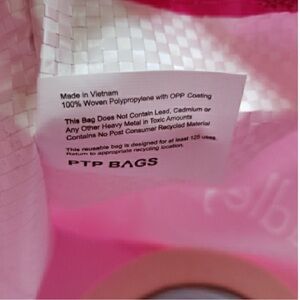 Made in Vietnam
100% Woven Polypropylene with OPP Coating
This Bag Does Not Contain Lead, Cadmium or
Any Other Heavy Metal in Toxic Amounts
Contains No Post Consumer Recycled Material
This reusable bag is designed for at least 125 uses.
Return to appropriate recycling location.
PTP BAGS